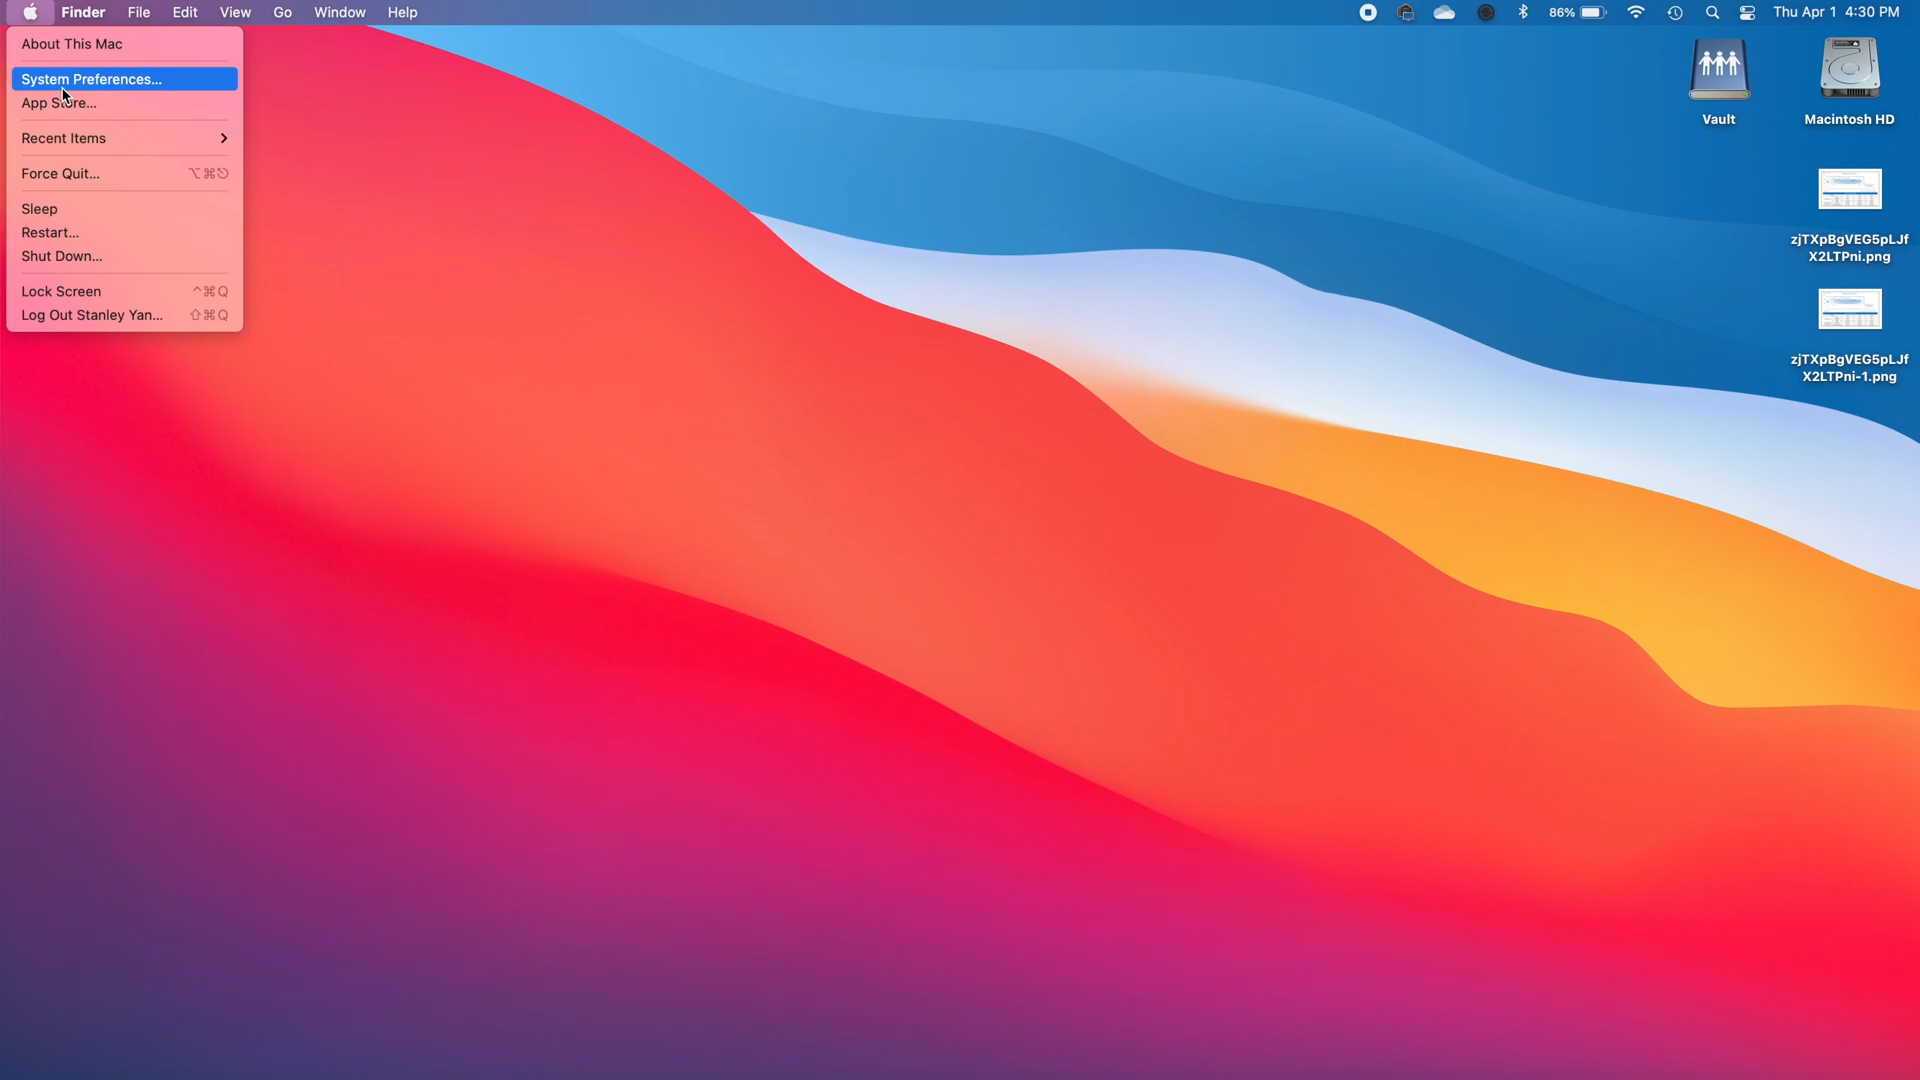 Finder File Edit View Go Window Help 86% Thu Apr 1 4:30 PM
About This Mac
System Preferences...
App Store...
Recent Items
Force Quit... ⌥⌘⎋
Sleep
Restart...
Shut Down...
Lock Screen ^⌘Q
Log Out Stanley Yan... ⇧⌘Q
Vault
Macintosh HD
zjTXpBgVEG5pLJf
X2LTPni.png
zjTXpBgVEG5pLJf
X2LTPni-1.png